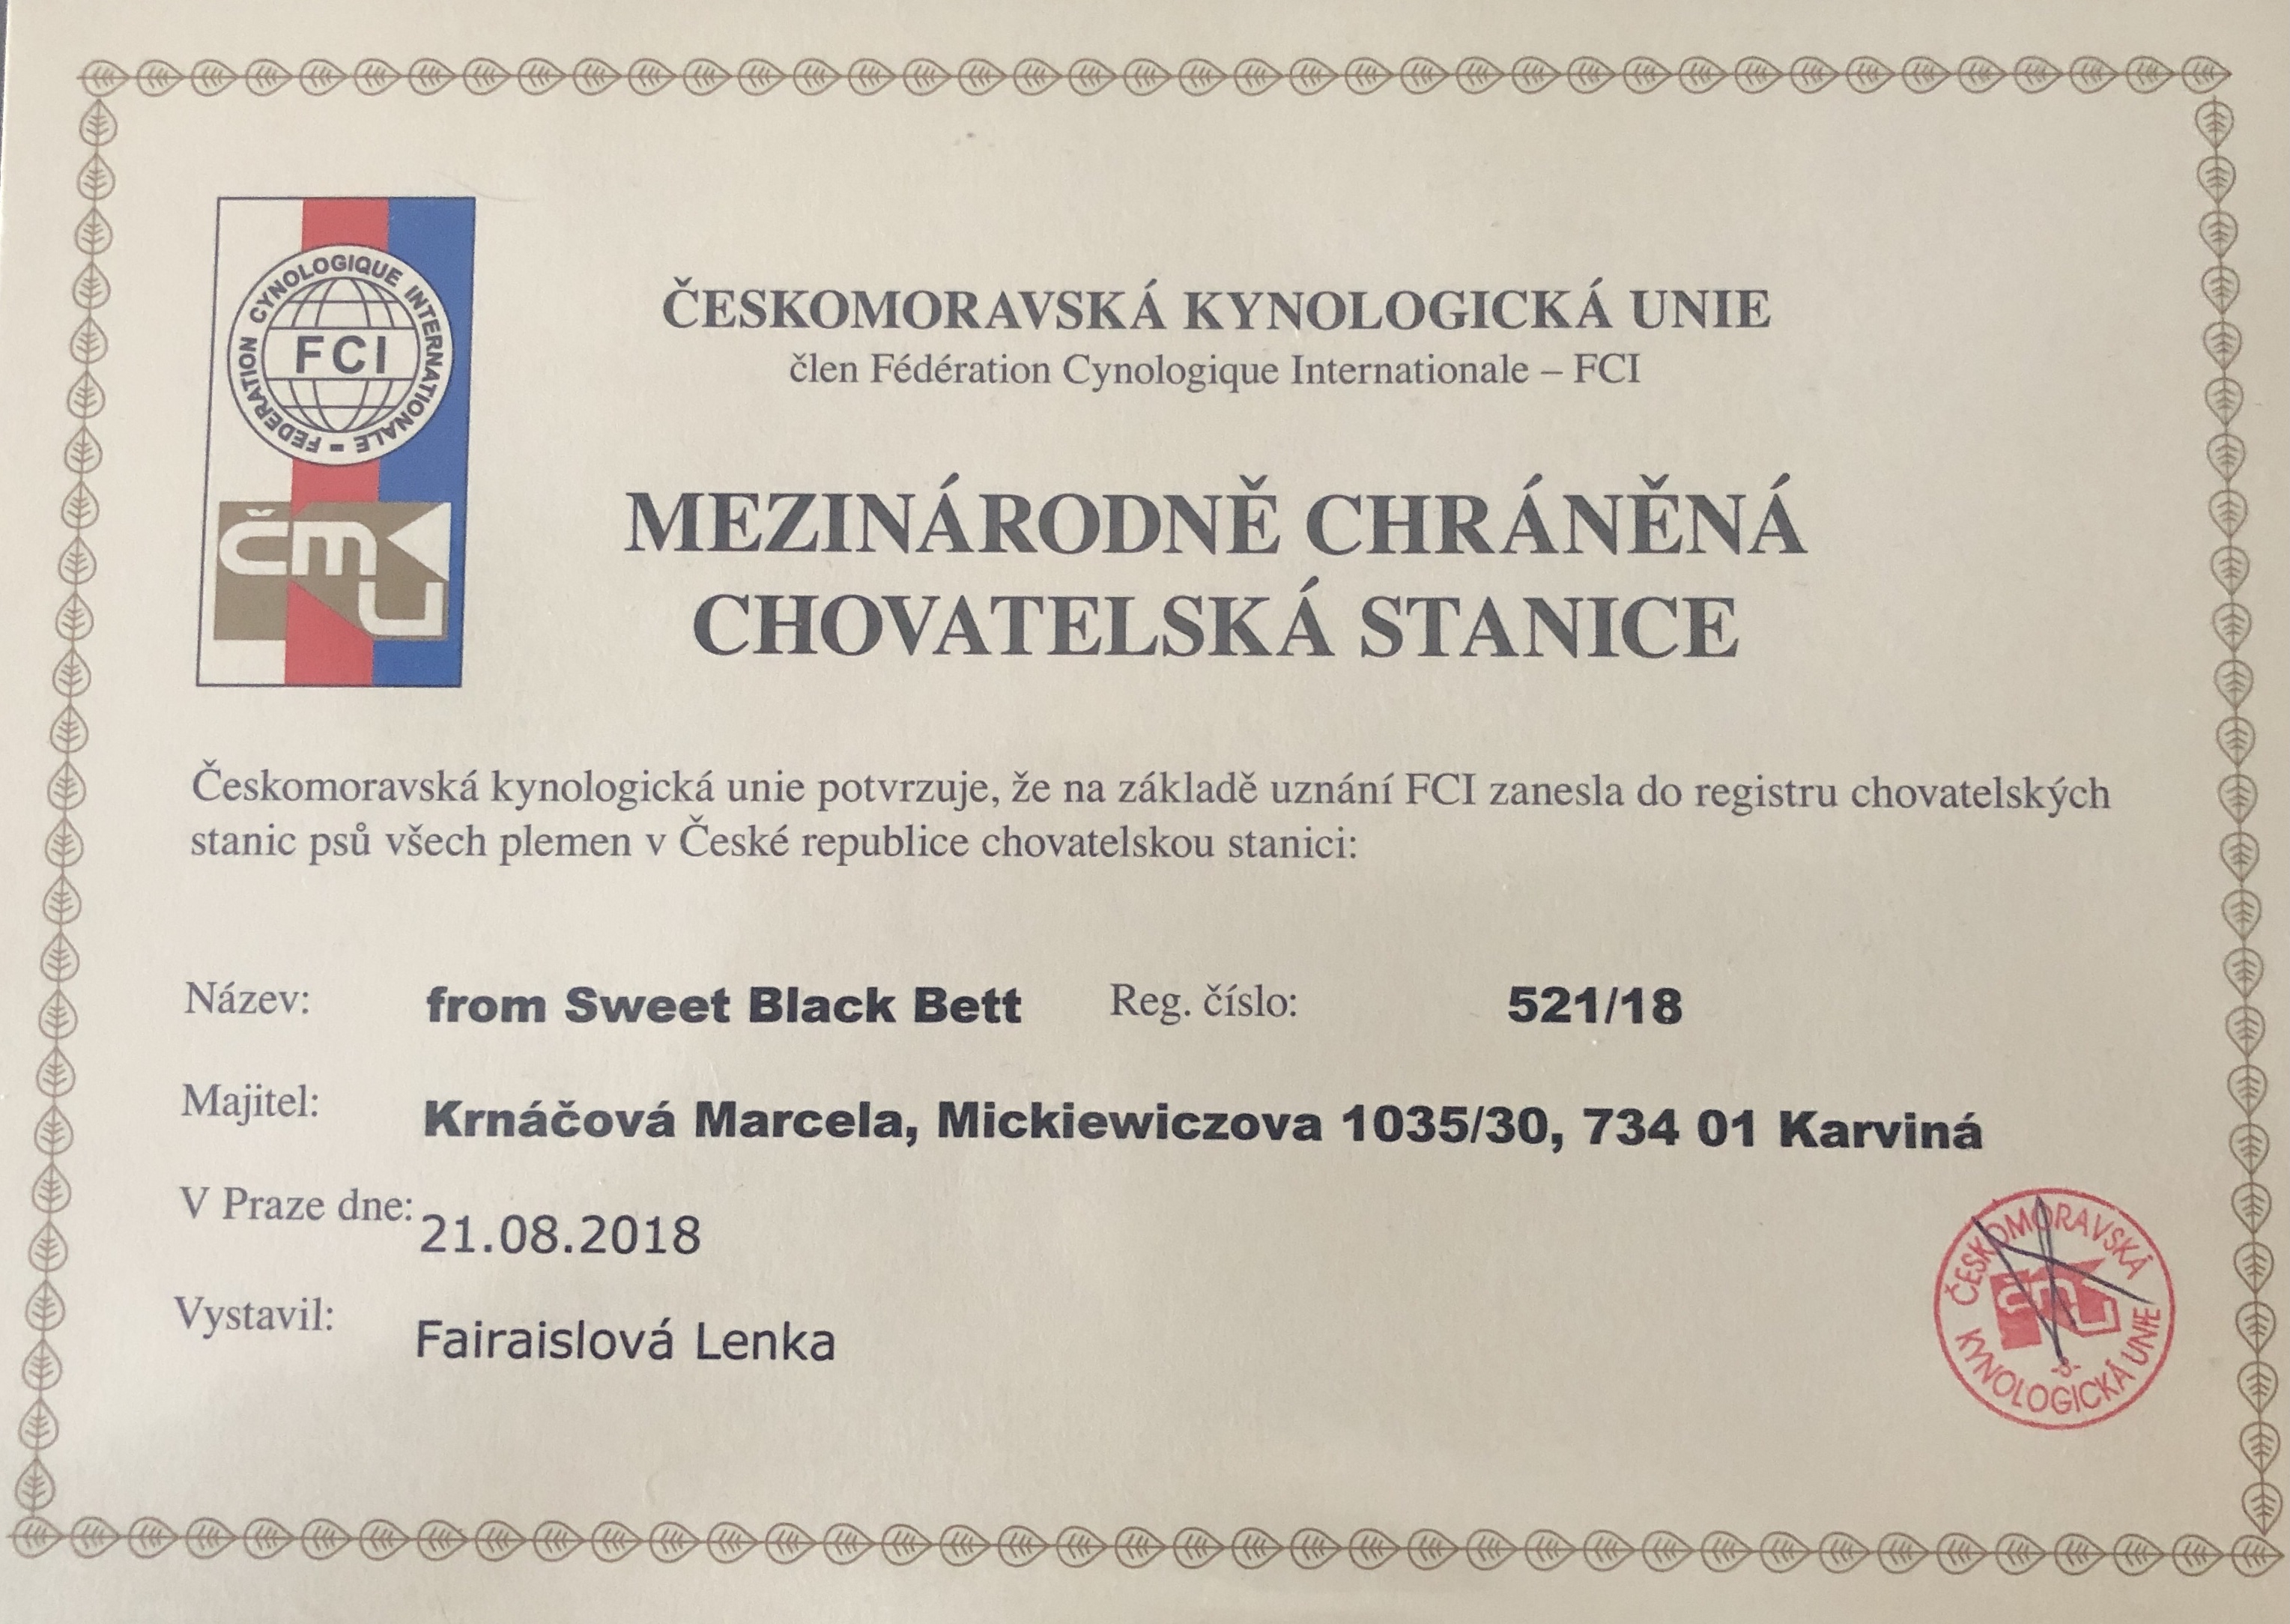 FEDERATION CYNOLOGIQUE INTERNATIONALE –
FCI
ČMKU
ČESKOMORAVSKÁ KYNOLOGICKÁ UNIE
člen Fédération Cynologique Internationale – FCI
MEZINÁRODNĚ CHRÁNĚNÁ
CHOVATELSKÁ STANICE
Českomoravská kynologická unie potvrzuje, že na základě uznání FCI zanesla do registru chovatelských
stanic psů všech plemen v České republice chovatelskou stanici:
Název: from Sweet Black Bett Reg. číslo: 521/18
Majitel: Krnáčová Marcela, Mickiewiczova 1035/30, 734 01 Karviná
V Praze dne: 21.08.2018
Vystavil: Fairaislová Lenka
ČESKOMORAVSKÁ
ČMKU
-8-
KYNOLOGICKÁ UNIE